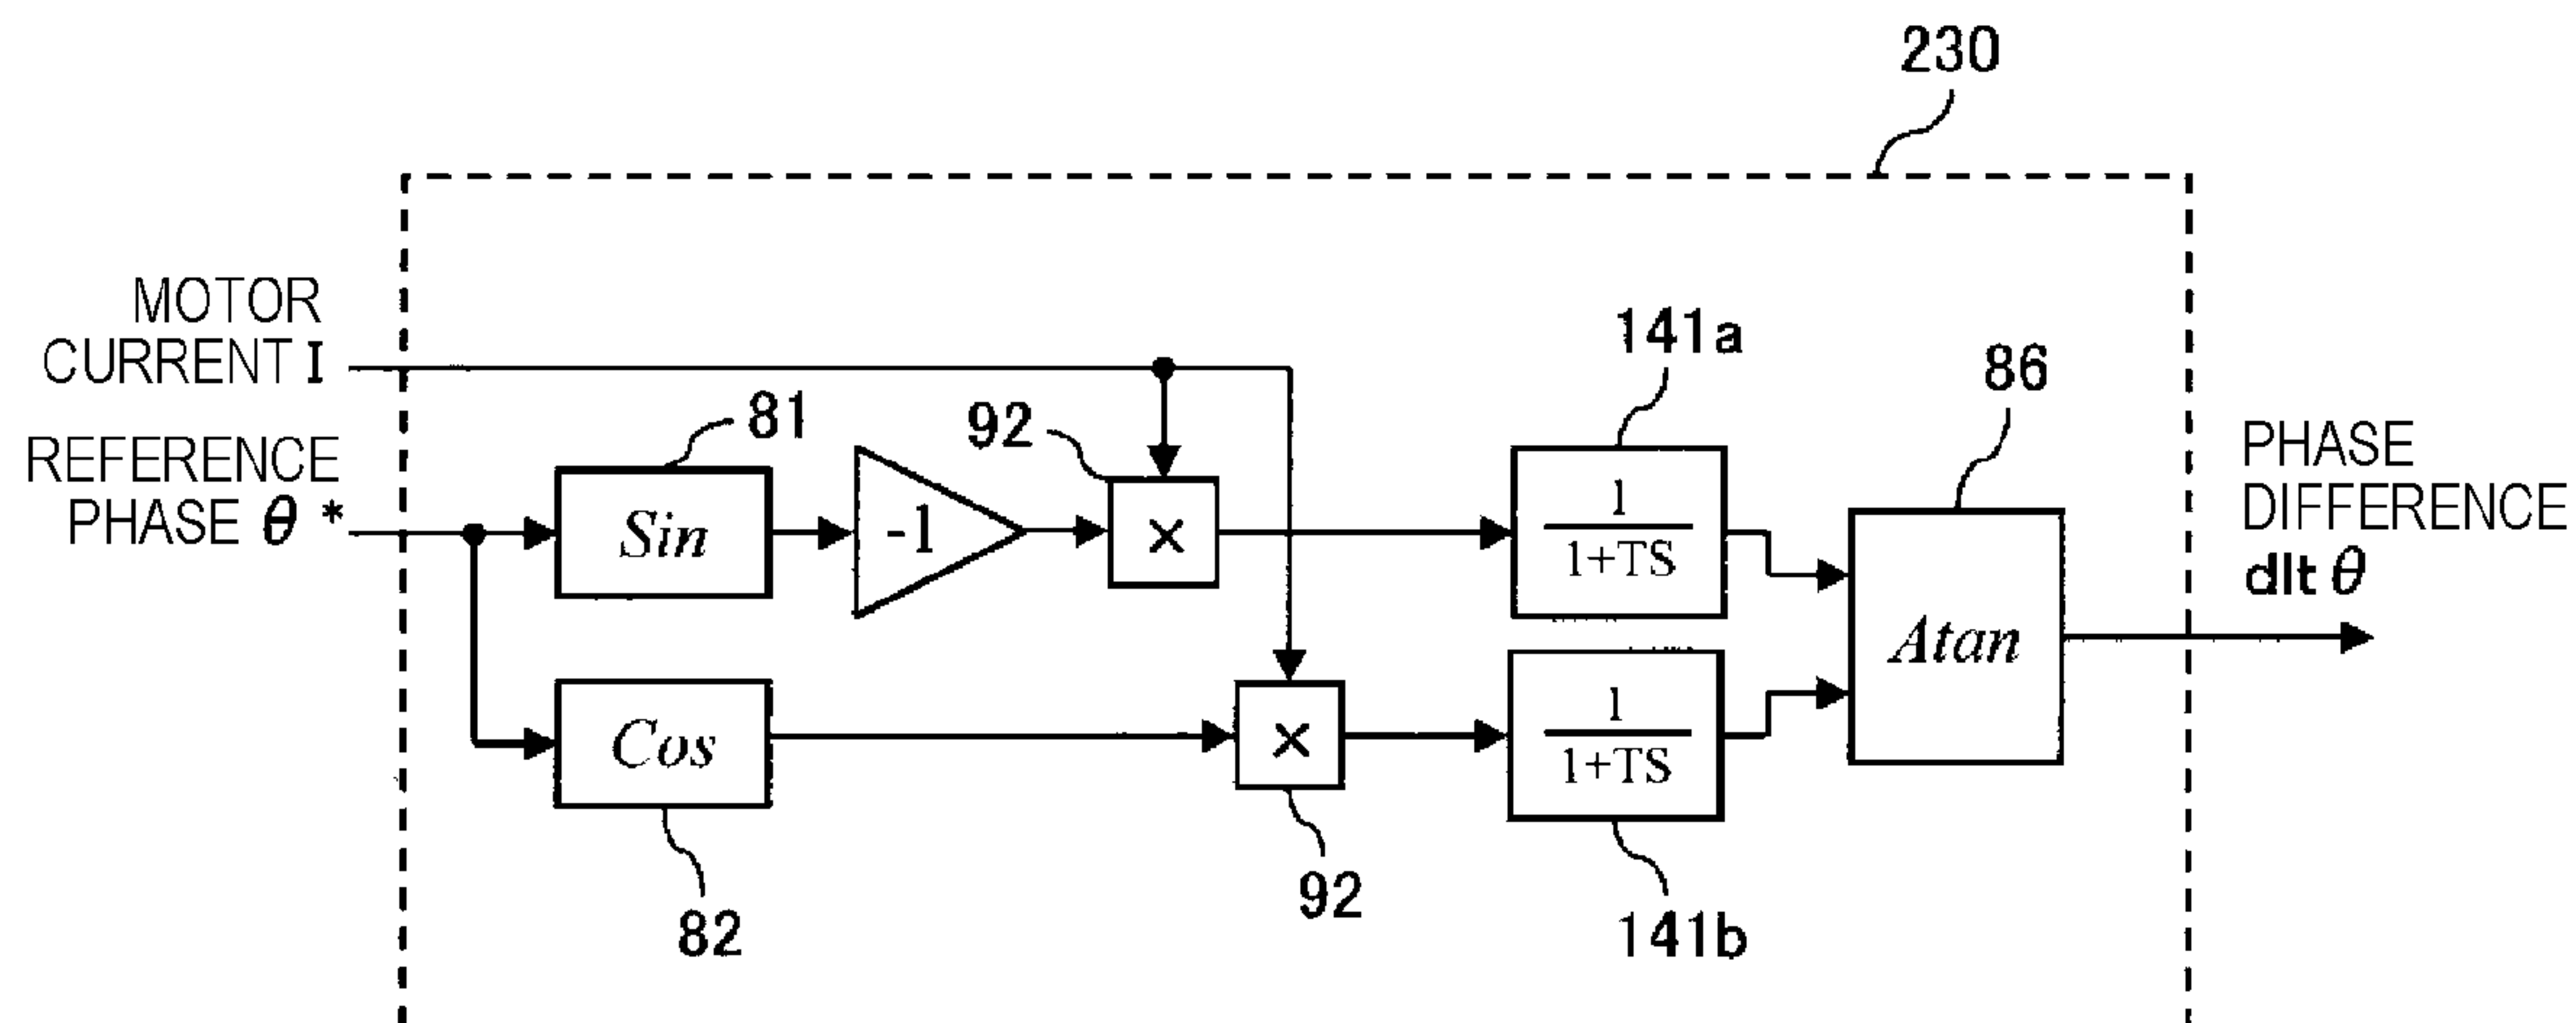 230
MOTOR
CURRENT I
141a
86
81
92
REFERENCE
PHASE θ *
PHASE
DIFFERENCE
dlt θ
Sin
-1
×
1
1+TS
Atan
Cos
×
1
1+TS
82
92
141b